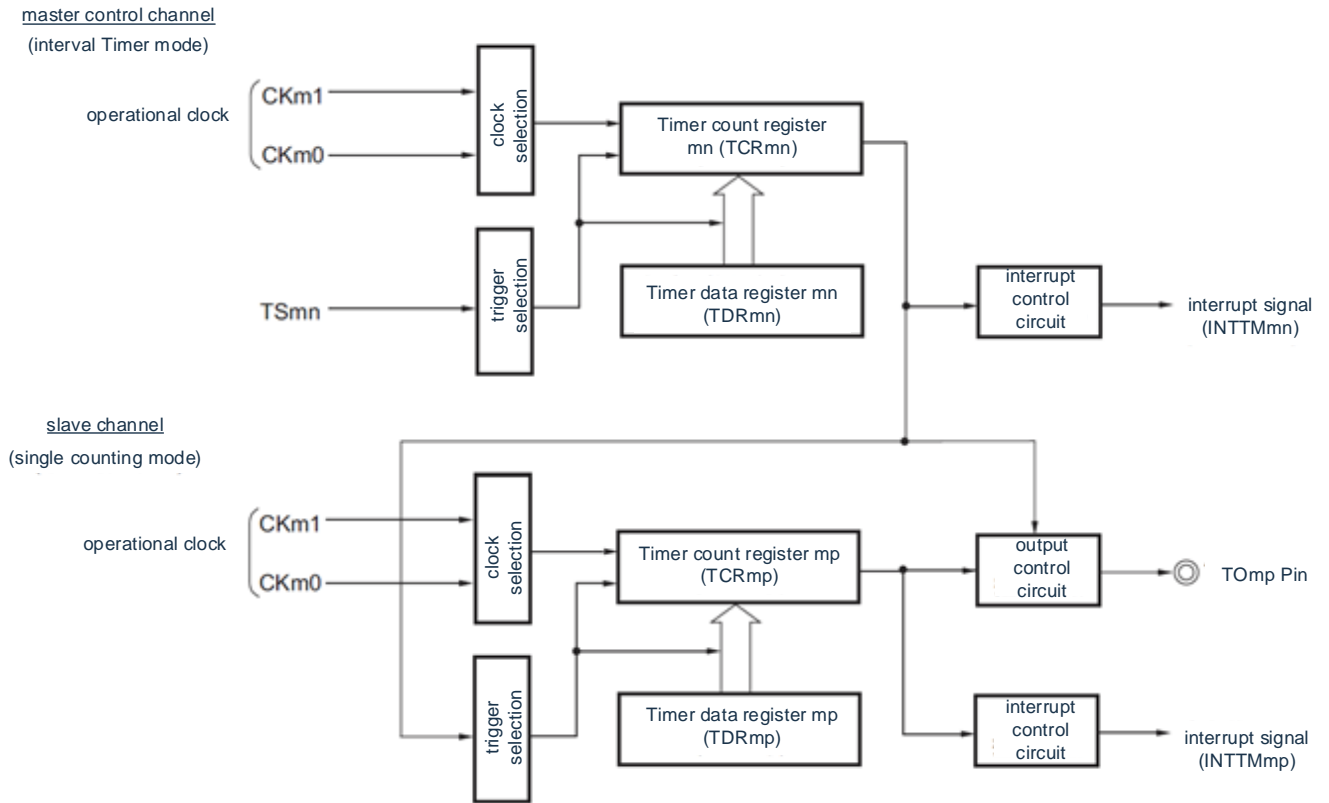 master control channel
(interval Timer mode)
operational clock
CKm1
CKm0
clock
selection
Timer count register
mn (TCRmn)
TSmn
trigger
selection
Timer data register mn
(TDRmn)
interrupt
control
circuit
interrupt signal
(INTTMmn)
slave channel
(single counting mode)
operational clock
CKm1
CKm0
clock
selection
Timer count register mp
(TCRmp)
output
control
circuit
TOmp Pin
trigger
selection
Timer data register mp
(TDRmp)
interrupt
control
circuit
interrupt signal
(INTTMmp)